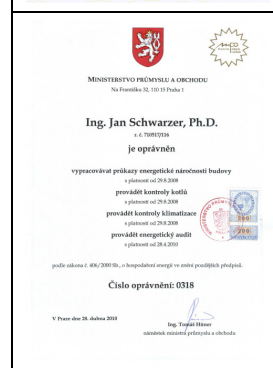 MINISTERSTVO PRŮMYSLU A OBCHODU
Na Františku 32, 110 15 Praha 1
Ing. Jan Schwarzer, Ph.D.
je oprávněn
vypracovávat průkazy energetické náročnosti budovy
s platností od 29.8.2008
provádět kontroly kotlů
s platností od 29.8.2008
provádět kontroly klimatizace
s platností od 29.8.2008
provádět energetický audit
s platností od 28.4.2010
podle zákona č. 406/2000 Sb., o hospodaření energií ve znění pozdějších předpisů.
Číslo oprávnění: 0318
V Praze dne 28. dubna 2010
Ing. Tomáš Hüner
náměstek ministra průmyslu a obchodu